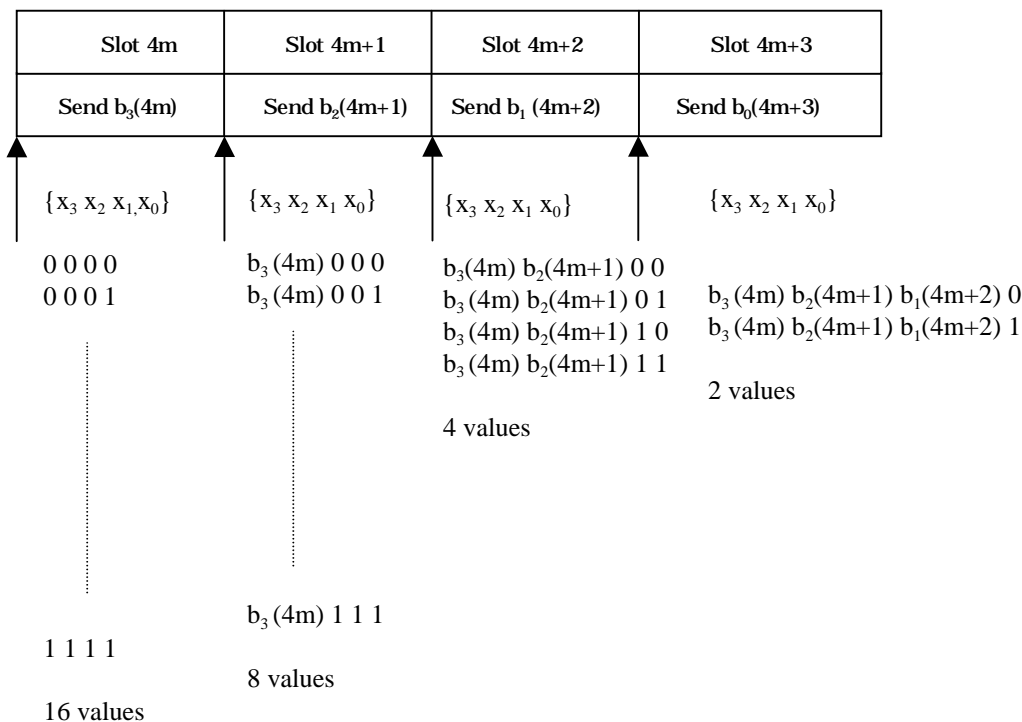 Slot 4m Slot 4m+1 Slot 4m+2 Slot 4m+3
Send b₃(4m) Send b₂(4m+1) Send b₁ (4m+2) Send b₀(4m+3)
{x₃ x₂ x₁,x₀}
0 0 0 0
0 0 0 1
1 1 1 1
16 values
{x₃ x₂ x₁ x₀}
b₃ (4m) 0 0 0
b₃ (4m) 0 0 1
b₃ (4m) 1 1 1
8 values
{x₃ x₂ x₁ x₀}
b₃(4m) b₂(4m+1) 0 0
b₃ (4m) b₂(4m+1) 0 1
b₃ (4m) b₂(4m+1) 1 0
b₃ (4m) b₂(4m+1) 1 1
4 values
{x₃ x₂ x₁ x₀}
b₃ (4m) b₂(4m+1) b₁(4m+2) 0
b₃ (4m) b₂(4m+1) b₁(4m+2) 1
2 values